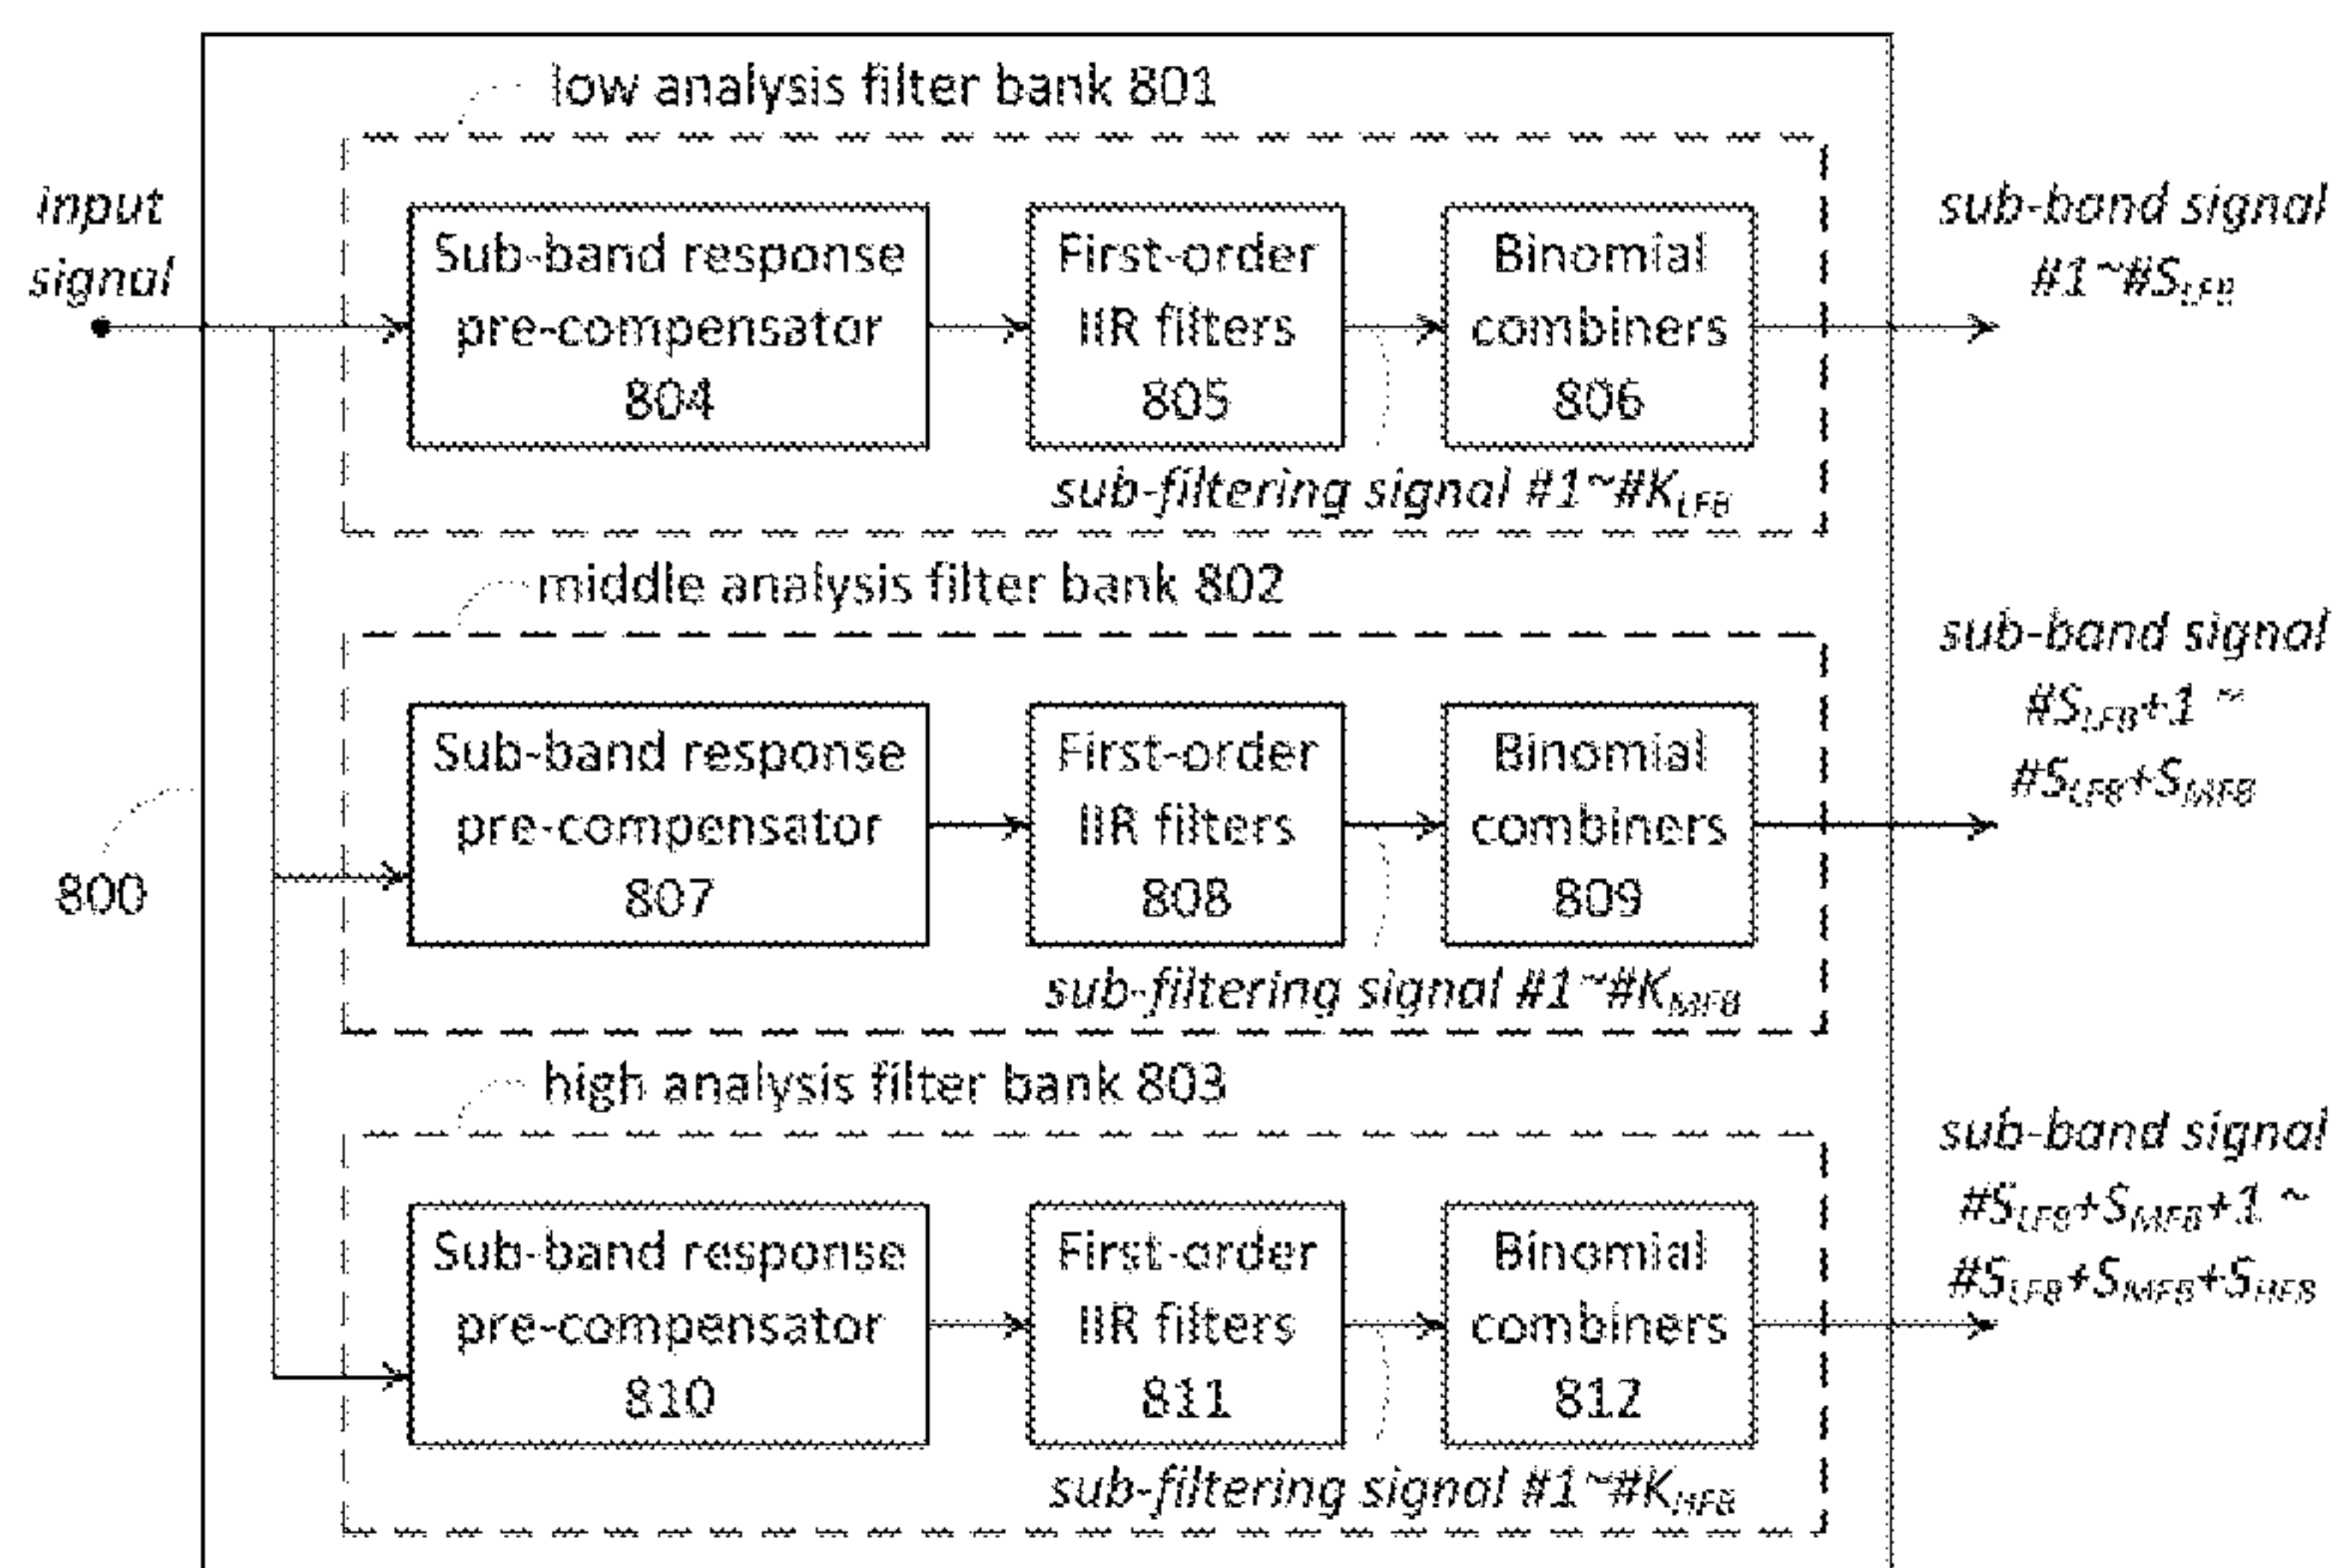 low analysis filter bank 801
input
signal
Sub-band response
pre-compensator
804
First-order
IIR filters
805
Binomial
combiners
806
sub-filtering signal #1~#K_LFB
sub-band signal
#1~#S_LFB
middle analysis filter bank 802
Sub-band response
pre-compensator
807
First-order
IIR filters
808
Binomial
combiners
809
sub-filtering signal #1~#K_MFB
sub-band signal
#S_LFB+1 ~
#S_LFB+S_MFB
800
high analysis filter bank 803
Sub-band response
pre-compensator
810
First-order
IIR filters
811
Binomial
combiners
812
sub-filtering signal #1~#K_HFB
sub-band signal
#S_LFB+S_MFB+1 ~
#S_LFB+S_MFB+S_HFB